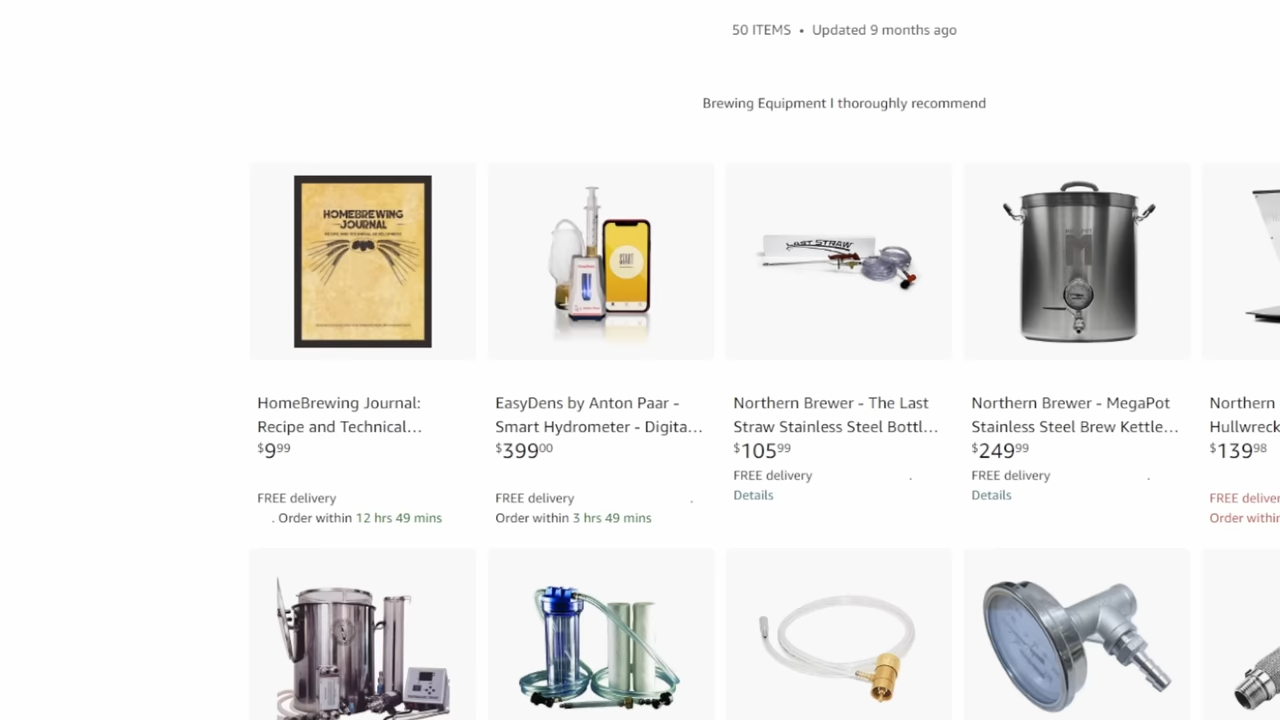 50 ITEMS • Updated 9 months ago
Brewing Equipment I thoroughly recommend
HOMEBREWING
JOURNAL
START
LAST STRAW
HomeBrewing Journal:
Recipe and Technical...
$9.99
FREE delivery
. Order within 12 hrs 49 mins
EasyDens by Anton Paar -
Smart Hydrometer - Digita...
$399.00
FREE delivery .
Order within 3 hrs 49 mins
Northern Brewer - The Last
Straw Stainless Steel Bottl...
$105.99
FREE delivery .
Details
Northern Brewer - MegaPot
Stainless Steel Brew Kettle...
$249.99
FREE delivery .
Details
Northern
Hullwreck
$139.98
FREE deliver
Order within